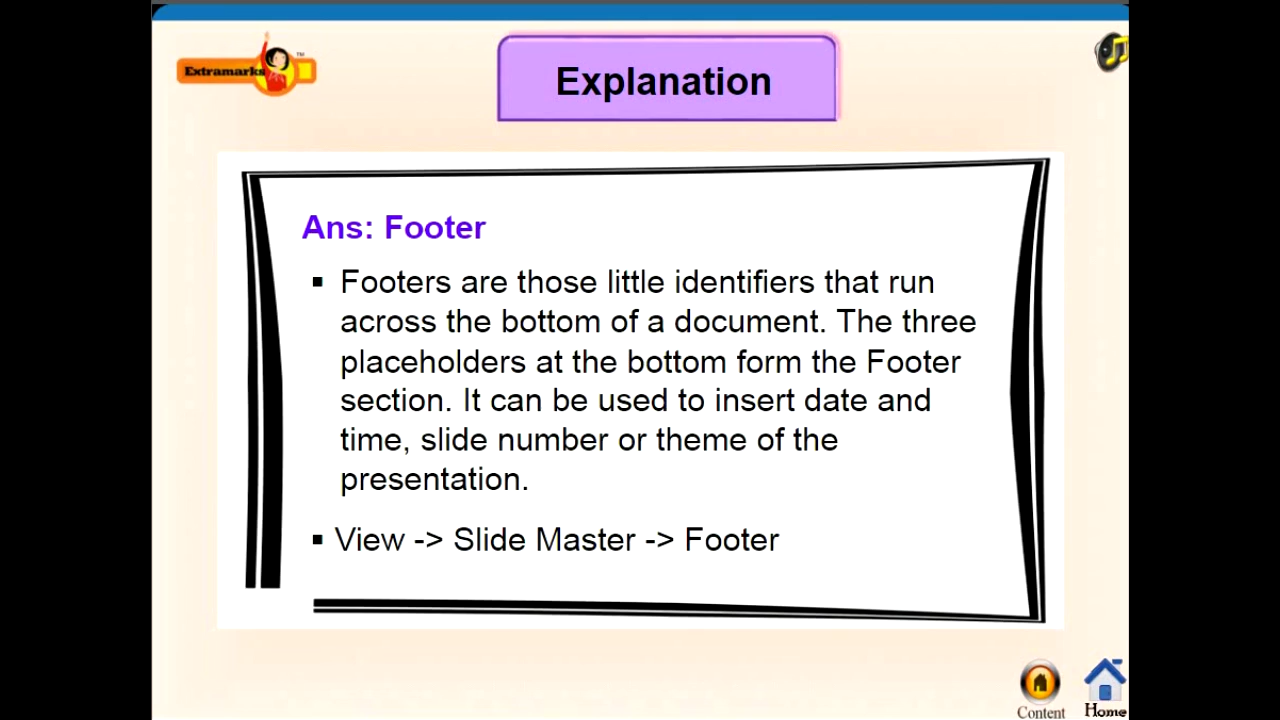 Extramarks
TM
Explanation
Ans: Footer
▪ Footers are those little identifiers that run
across the bottom of a document. The three
placeholders at the bottom form the Footer
section. It can be used to insert date and
time, slide number or theme of the
presentation.
▪ View -> Slide Master -> Footer
Content
Home